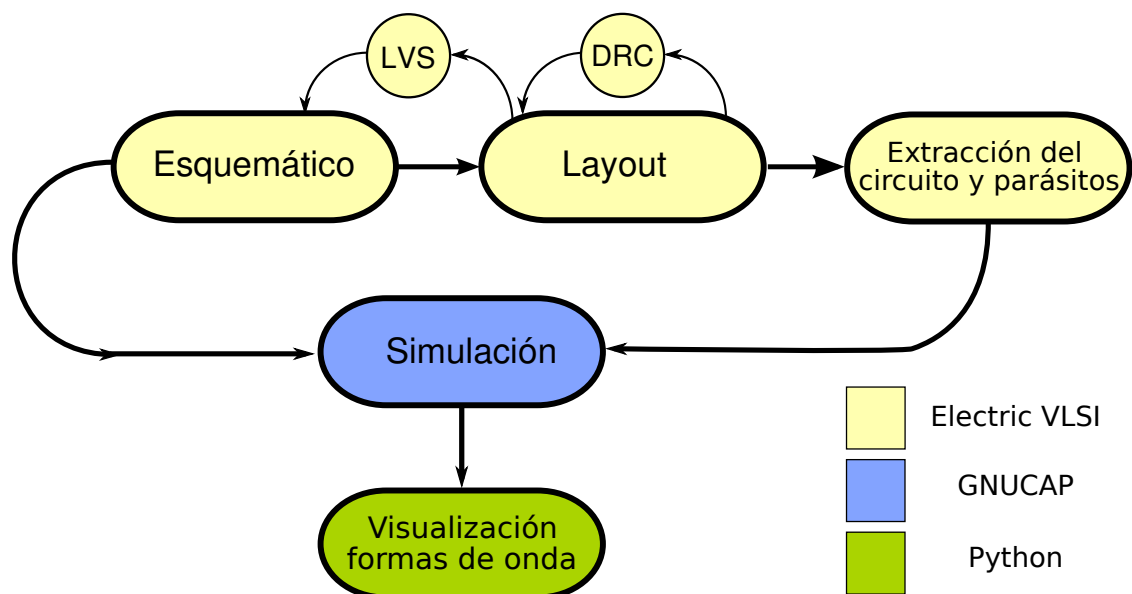 LVS
DRC
Esquemático
Layout
Extracción del
circuito y parásitos
Simulación
Electric VLSI
GNUCAP
Visualización
formas de onda
Python